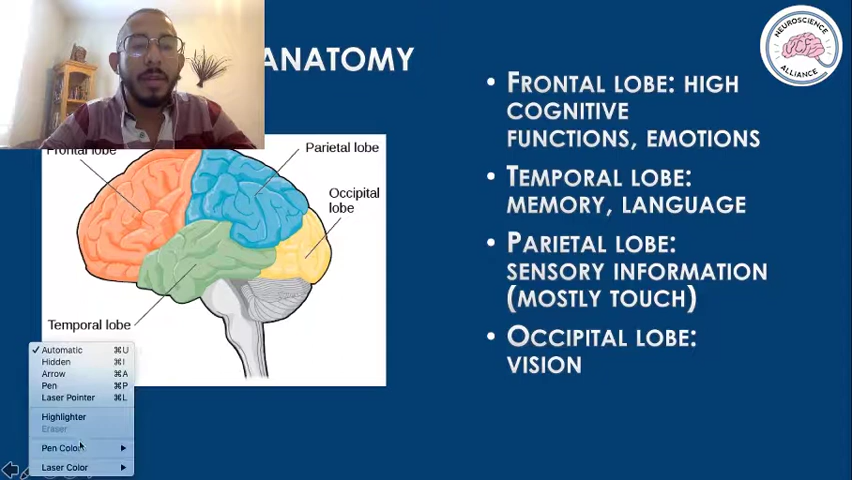 ANATOMY
NEUROSCIENCE
UCF
ALLIANCE
• FRONTAL LOBE: HIGH
COGNITIVE
FUNCTIONS, EMOTIONS
• TEMPORAL LOBE:
MEMORY, LANGUAGE
• PARIETAL LOBE:
SENSORY INFORMATION
(MOSTLY TOUCH)
• OCCIPITAL LOBE:
VISION
Frontal lobe
Parietal lobe
Occipital
lobe
Temporal lobe
✓ Automatic ⌘U
Hidden ⌘I
Arrow ⌘A
Pen ⌘P
Laser Pointer ⌘L
Highlighter
Eraser
Pen Color
Laser Color